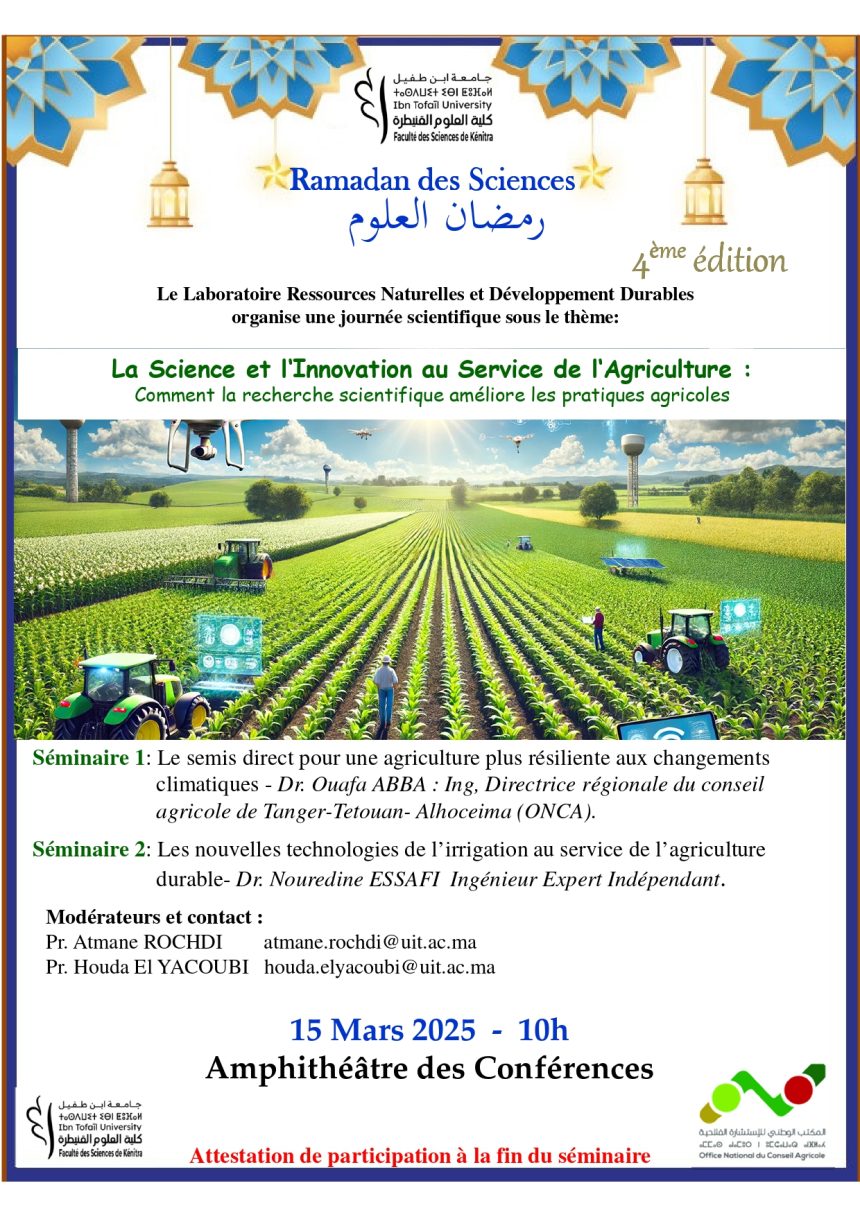 جامعة ابن طفيل
ⵜⴰⵙⴷⴰⵡⵉⵜ ⵉⴱⵏ ⵟⵓⴼⴰⵢⵍ
Ibn Tofaïl University
كلية العلوم القنيطرة
Faculté des Sciences de Kénitra
Ramadan des Sciences
رمضان العلوم
4ème édition
Le Laboratoire Ressources Naturelles et Développement Durables
organise une journée scientifique sous le thème:
La Science et l'Innovation au Service de l'Agriculture :
Comment la recherche scientifique améliore les pratiques agricoles
Séminaire 1: Le semis direct pour une agriculture plus résiliente aux changements
climatiques - Dr. Ouafa ABBA : Ing, Directrice régionale du conseil
agricole de Tanger-Tetouan- Alhoceima (ONCA).
Séminaire 2: Les nouvelles technologies de l'irrigation au service de l'agriculture
durable- Dr. Nouredine ESSAFI Ingénieur Expert Indépendant.
Modérateurs et contact :
Pr. Atmane ROCHDI atmane.rochdi@uit.ac.ma
Pr. Houda El YACOUBI houda.elyacoubi@uit.ac.ma
15 Mars 2025 - 10h
Amphithéâtre des Conférences
جامعة ابن طفيل
Ibn Tofaïl University
كلية العلوم القنيطرة
Faculté des Sciences de Kénitra
Attestation de participation à la fin du séminaire
المكتب الوطني للإستشارة الفلاحية
Office National du Conseil Agricole